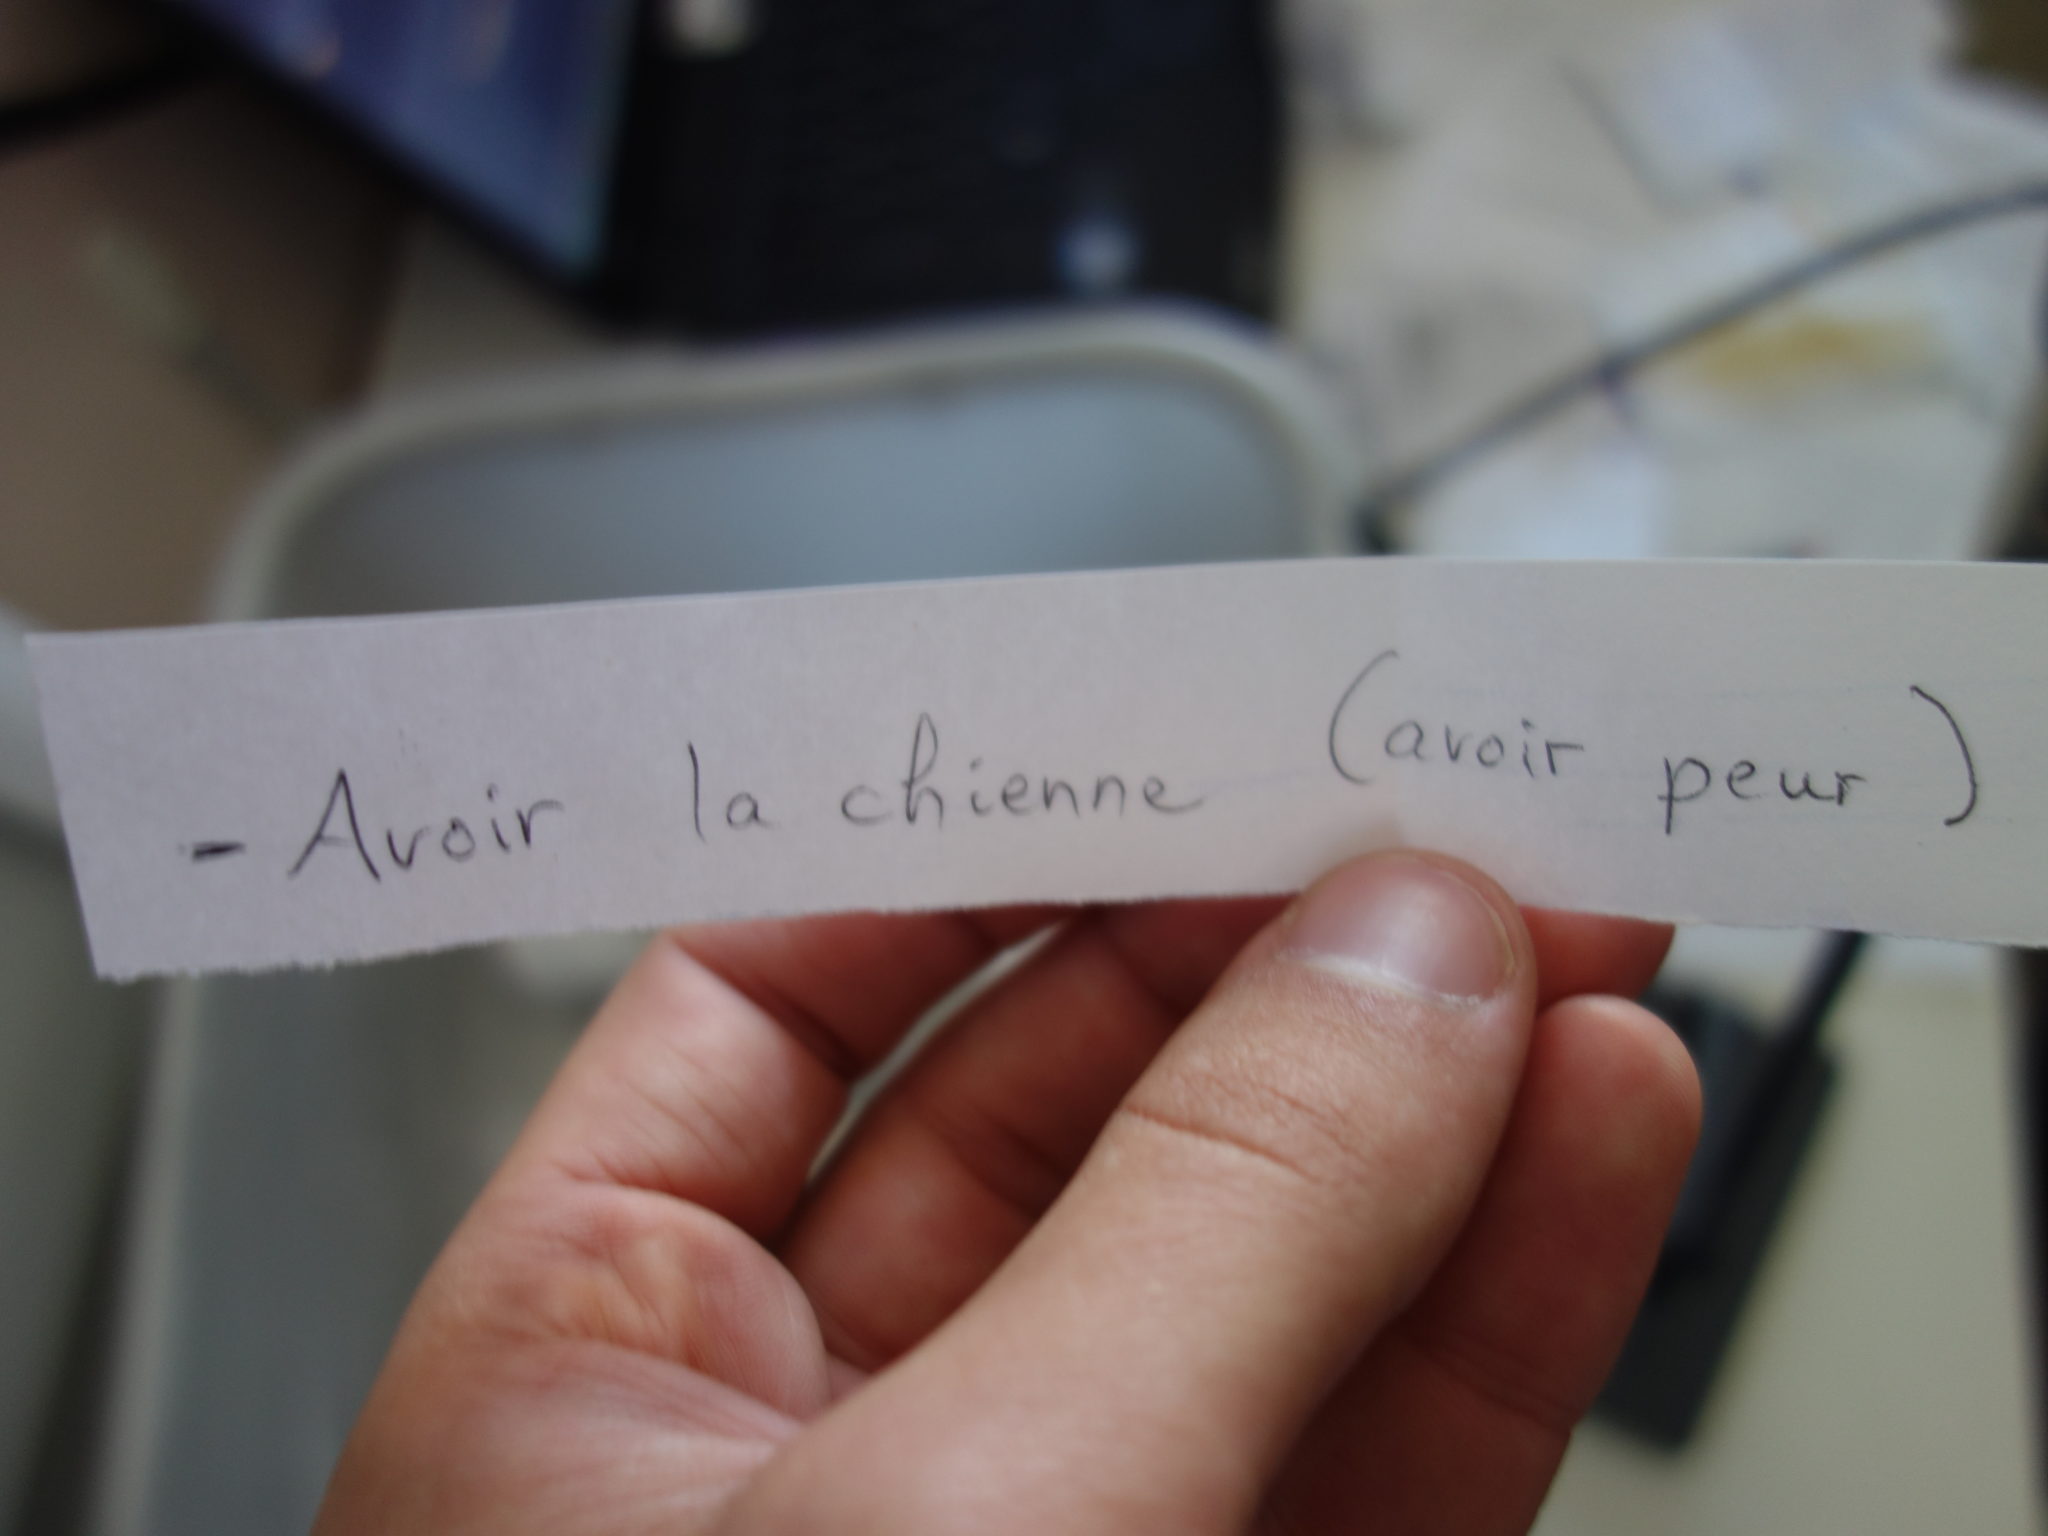 - Avoir la chienne (avoir peur)